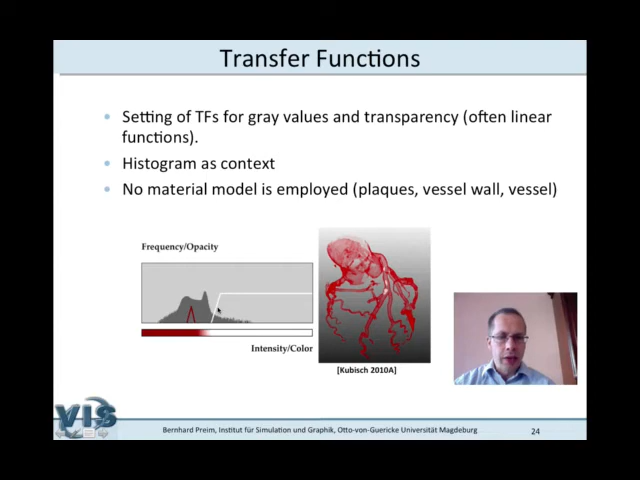 Transfer Functions
Setting of TFs for gray values and transparency (often linear
functions).
Histogram as context
No material model is employed (plaques, vessel wall, vessel)
Frequency/Opacity
Intensity/Color
[Kubisch 2010A]
VIS
Bernhard Preim, Institut für Simulation und Graphik, Otto-von-Guericke Universität Magdeburg
24